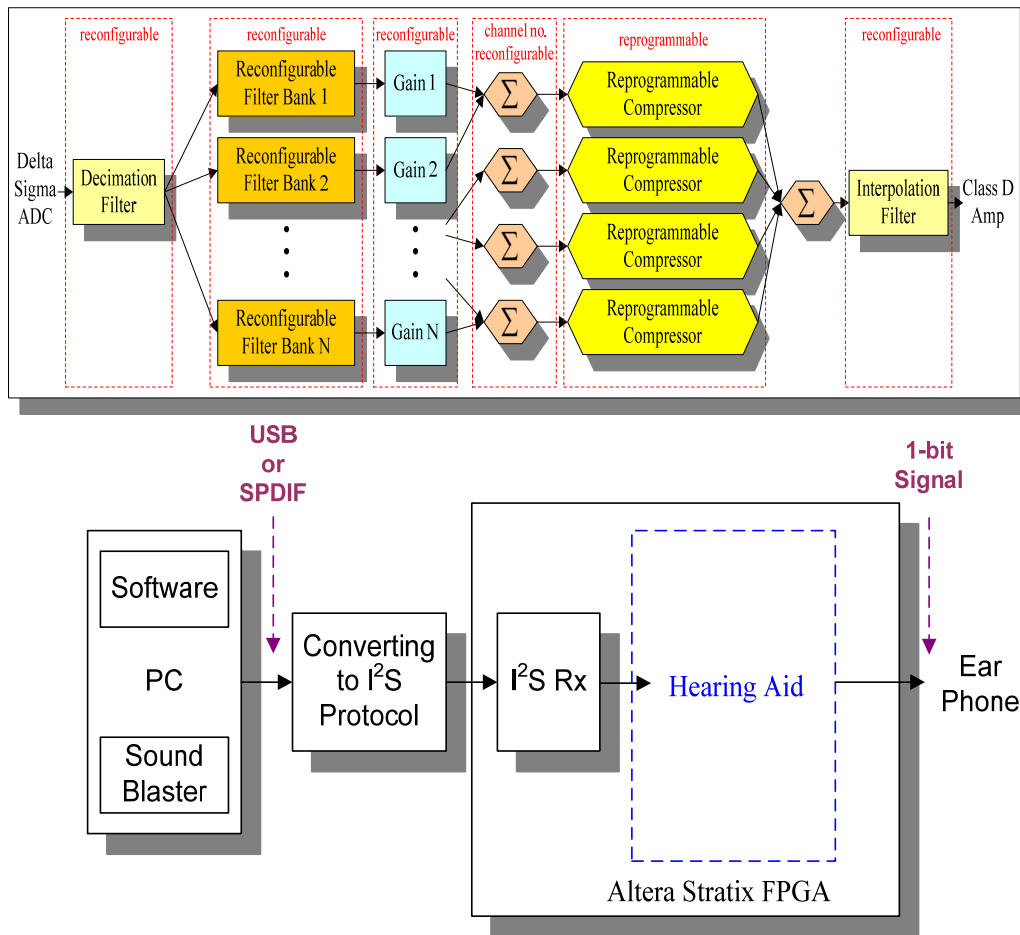 reconfigurable
reconfigurable
reconfigurable
channel no.
reconfigurable
reprogrammable
reconfigurable
Delta
Sigma
ADC
Decimation
Filter
Reconfigurable
Filter Bank 1
Gain 1
Σ
Reprogrammable
Compressor
Reconfigurable
Filter Bank 2
Gain 2
Σ
Reprogrammable
Compressor
Σ
Reprogrammable
Compressor
Reconfigurable
Filter Bank N
Gain N
Σ
Reprogrammable
Compressor
Σ
Interpolation
Filter
Class D
Amp
USB
or
SPDIF
1-bit
Signal
Software
PC
Sound
Blaster
Converting
to I²S
Protocol
I²S Rx
Hearing Aid
Ear
Phone
Altera Stratix FPGA